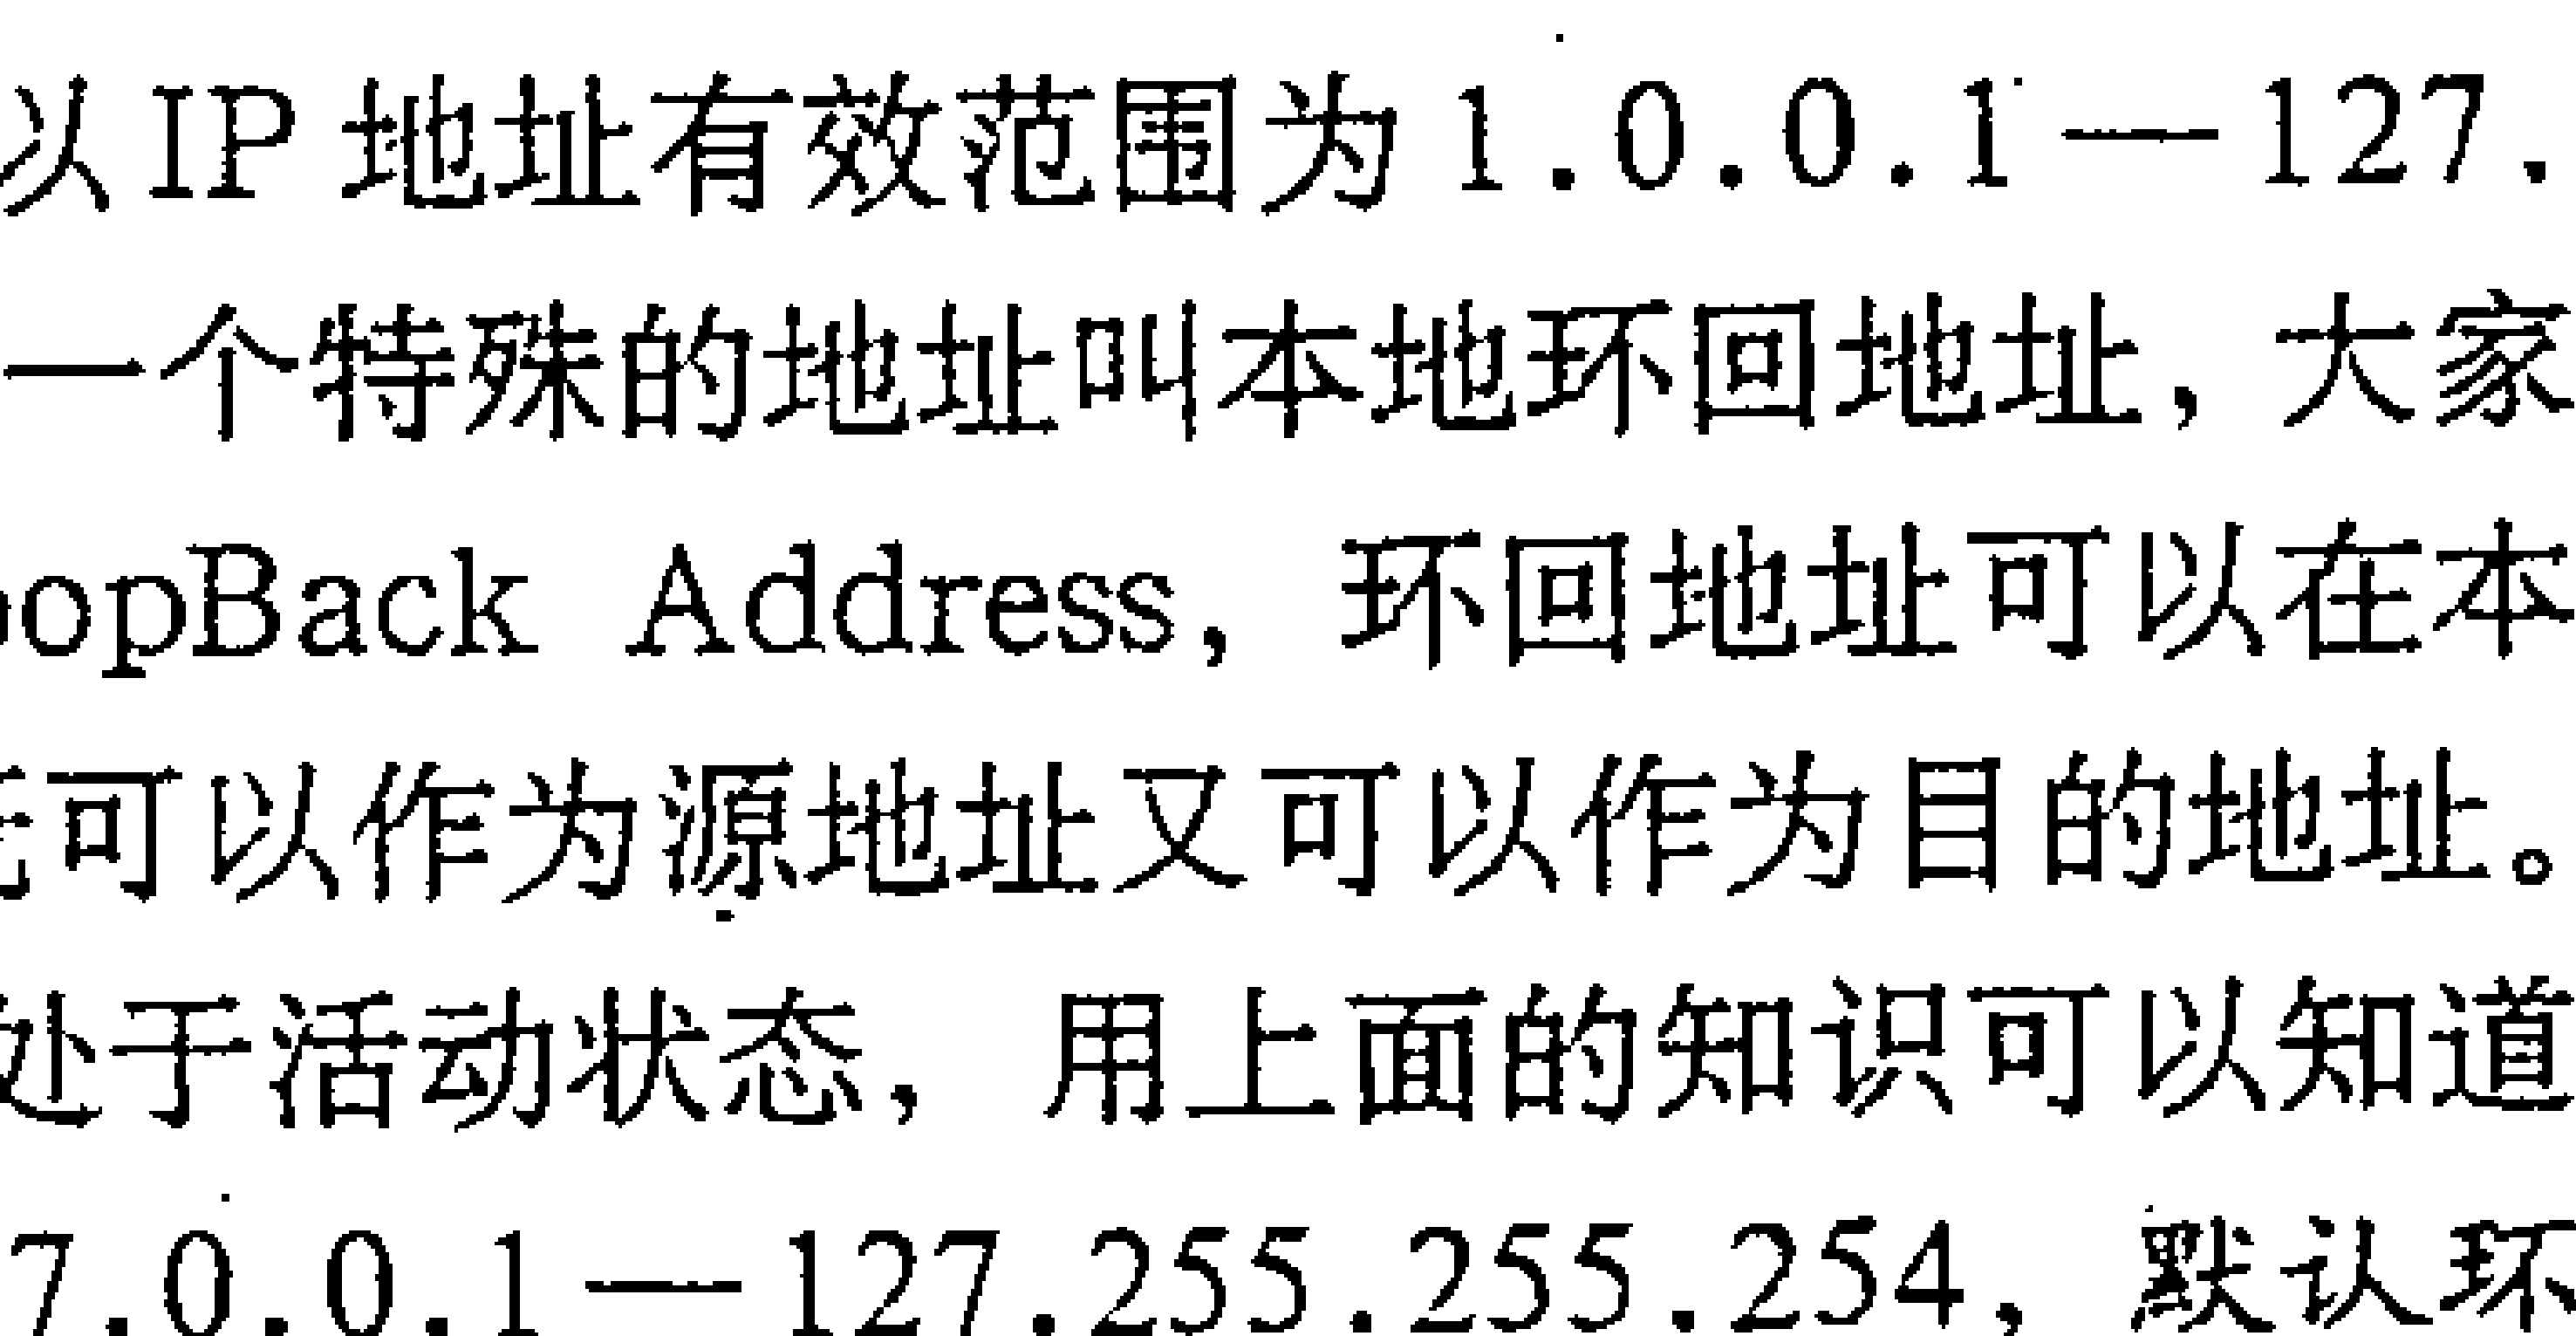 以 IP 地址有效范围为 1.0.0.1—127.
一个特殊的地址叫本地环回地址，大家
opBack Address，环回地址可以在本
可以作为源地址又可以作为目的地址。
处于活动状态，用上面的知识可以知道
7.0.0.1—127.255.255.254，默认环